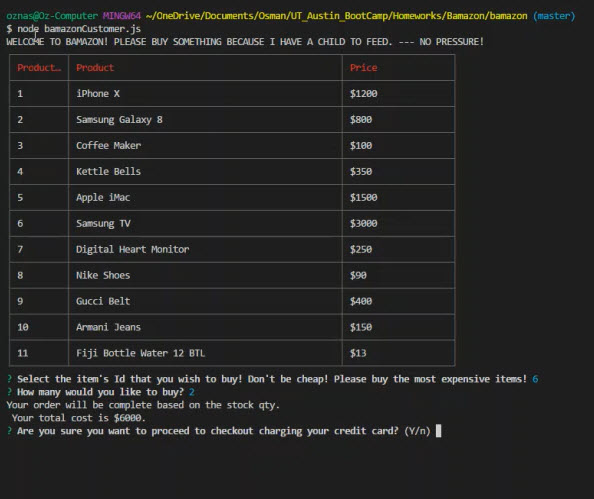 oznas@Oz-Computer MINGW64 ~/OneDrive/Documents/Osman/UT_Austin_BootCamp/Homeworks/Bamazon/bamazon (master)
$ node bamazonCustomer.js
WELCOME TO BAMAZON! PLEASE BUY SOMETHING BECAUSE I HAVE A CHILD TO FEED. --- NO PRESSURE!
Product… Product Price
1 iPhone X $1200
2 Samsung Galaxy 8 $800
3 Coffee Maker $100
4 Kettle Bells $350
5 Apple iMac $1500
6 Samsung TV $3000
7 Digital Heart Monitor $250
8 Nike Shoes $90
9 Gucci Belt $400
10 Armani Jeans $150
11 Fiji Bottle Water 12 BTL $13
? Select the item's Id that you wish to buy! Don't be cheap! Please buy the most expensive items! 6
? How many would you like to buy? 2
Your order will be complete based on the stock qty.
Your total cost is $6000.
? Are you sure you want to proceed to checkout charging your credit card? (Y/n)